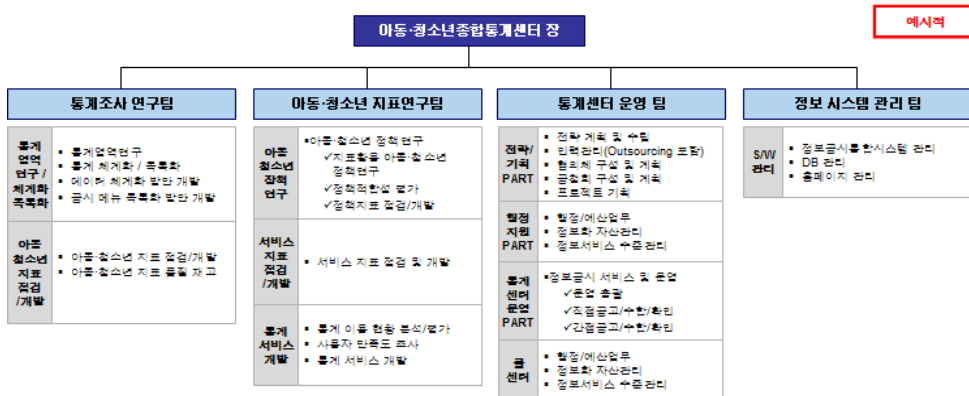 예시적
아동·청소년종합통계센터 장
통계조사 연구팀
통계
영역
연구 /
체계화
목록화
▪ 통계영역연구
▪ 통계 체계화 / 목록화
▪ 데이터 체계화 방안 개발
▪ 공시 메뉴 목록화 방안 개발
아동
청소년
지표
점검
/개발
▪ 아동·청소년 지표 점검/개발
▪ 아동·청소년 지표 품질 재고
아동·청소년 지표연구팀
아동
청소년
장책
연구
▪아동·청소년 정책연구
✓지표활용 아동·청소년
정책연구
✓정책적합성 평가
✓정책지표 점검/개발
서비스
지표
점검
/개발
▪ 서비스 지표 점검 및 개발
통계
서비스
개발
▪ 통계 이용 현황 분석/평가
▪ 사용자 만족도 조사
▪ 통계 서비스 개발
통계센터 운영 팀
전략/
기획
PART
▪ 전략 계획 및 수립
▪ 인력관리(Outsourcing 포함)
▪ 협의체 구성 및 계획
▪ 공청회 구성 및 계획
▪ 프로젝트 기획
행정
지원
PART
▪ 행정/예산업무
▪ 정보화 자산관리
▪ 정보서비스 수준관리
통계
센터
운영
PART
▪정보공시 서비스 및 운영
✓운영 총괄
✓직접공고/수합/확인
✓간접공고/수합/확인
콜
센터
▪ 행정/예산업무
▪ 정보화 자산관리
▪ 정보서비스 수준관리
정보 시스템 관리 팀
S/W
관리
▪ 정보공시통합시스템 관리
▪ DB 관리
▪ 홈페이지 관리